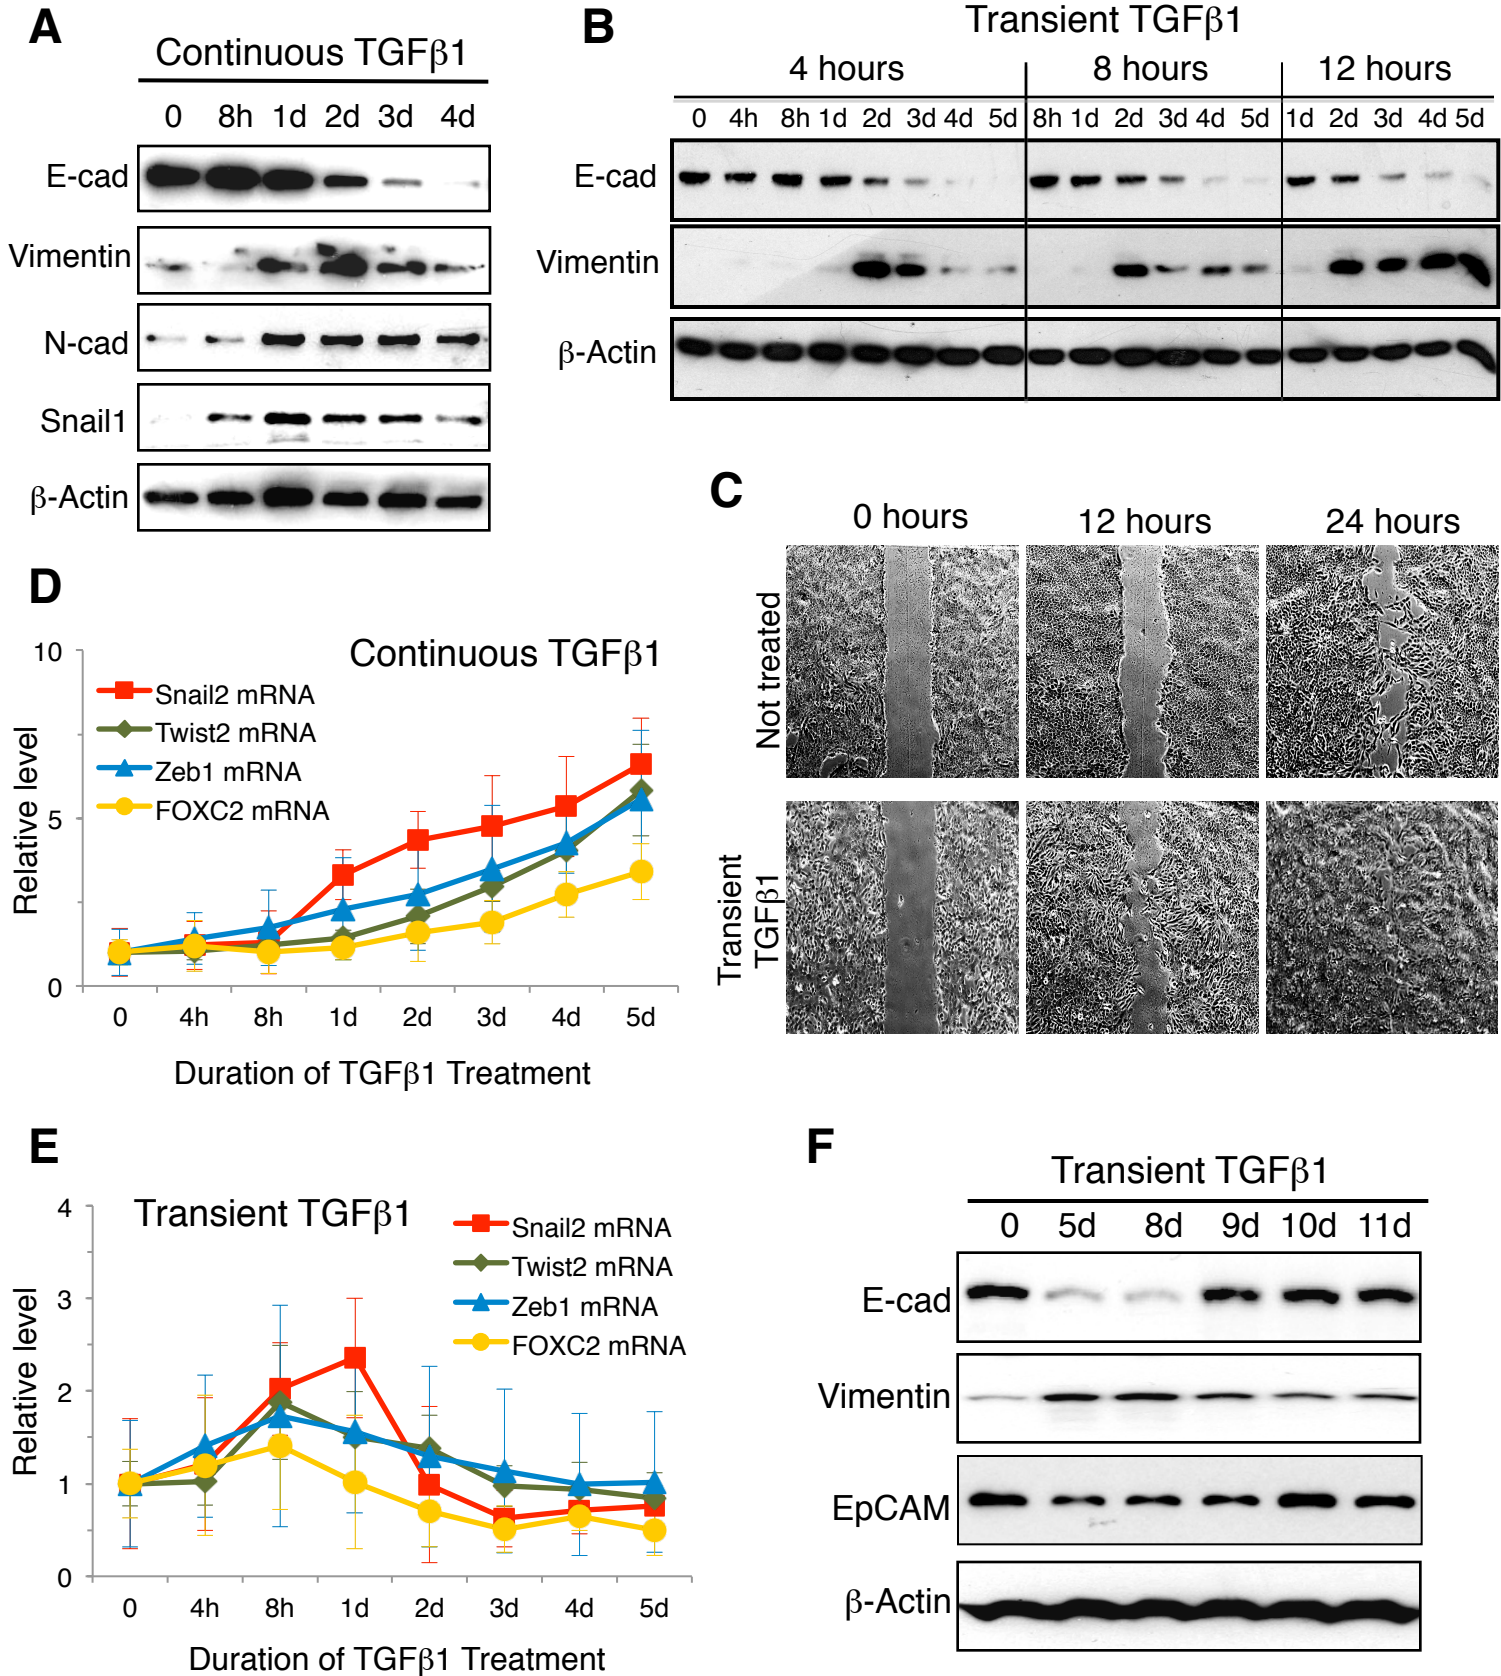 A
Continuous TGFβ1
0 8h 1d 2d 3d 4d
E-cad
Vimentin
N-cad
Snail1
β-Actin
B
Transient TGFβ1
4 hours 8 hours 12 hours
0 4h 8h 1d 2d 3d 4d 5d 8h 1d 2d 3d 4d 5d 1d 2d 3d 4d 5d
E-cad
Vimentin
β-Actin
C
0 hours 12 hours 24 hours
Not treated
Transient
TGFβ1
D
Continuous TGFβ1
Snail2 mRNA
Twist2 mRNA
Zeb1 mRNA
FOXC2 mRNA
Relative level
10
5
0
0 4h 8h 1d 2d 3d 4d 5d
Duration of TGFβ1 Treatment
E
Transient TGFβ1
Snail2 mRNA
Twist2 mRNA
Zeb1 mRNA
FOXC2 mRNA
Relative level
4
3
2
1
0
0 4h 8h 1d 2d 3d 4d 5d
Duration of TGFβ1 Treatment
F
Transient TGFβ1
0 5d 8d 9d 10d 11d
E-cad
Vimentin
EpCAM
β-Actin